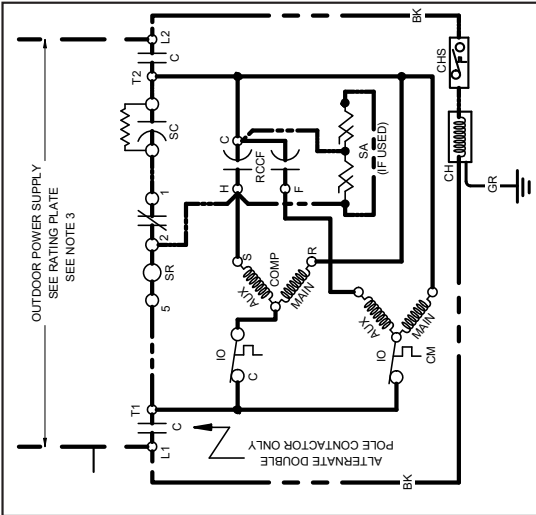 OUTDOOR POWER SUPPLY
SEE RATING PLATE
SEE NOTE 3
L1
C
T1
5
SR
2
1
SC
T2
C
L2
ALTERNATE DOUBLE
POLE CONTACTOR ONLY
IO
C
S
AUX
COMP
MAIN
R
H
C
RCCF
F
SA
(IF USED)
AUX
MAIN
IO
CM
BK
BK
CH
CHS
GR